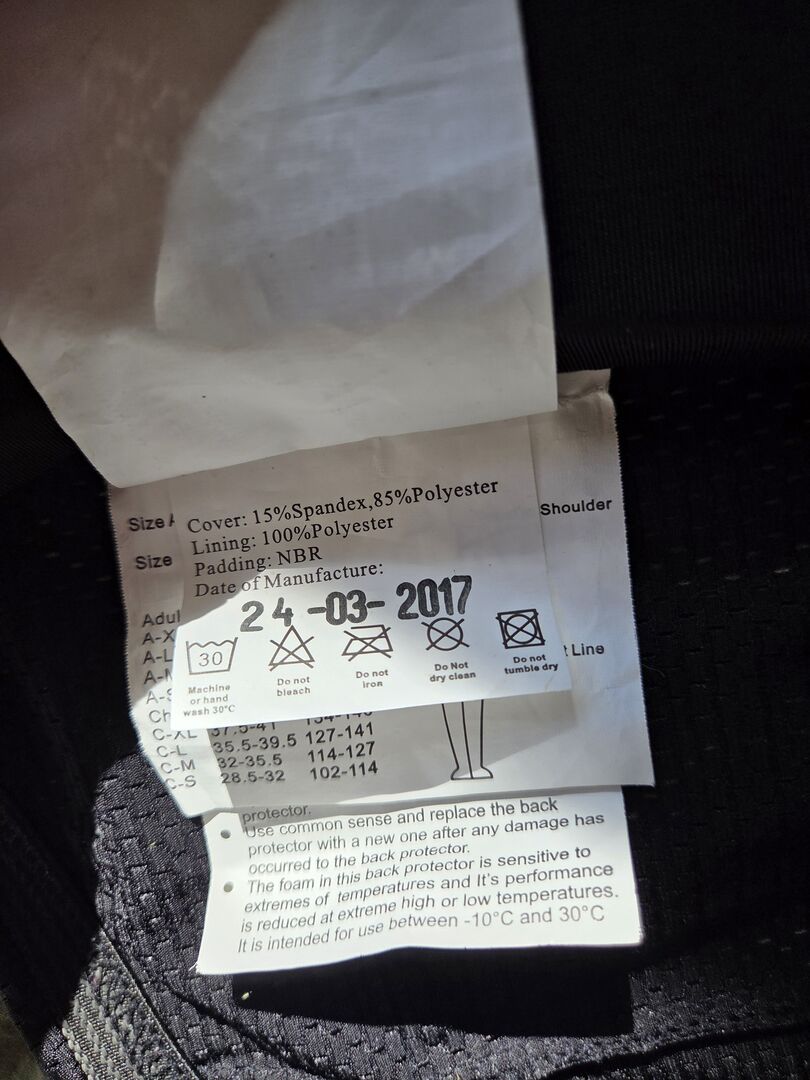 Cover: 15%Spandex,85%Polyester
Lining: 100%Polyester
Padding: NBR
Date of Manufacture:
24-03-2017
30
Machine
or hand
wash 30°C
Do not
bleach
Do not
iron
Do Not
dry clean
Do not
tumble dry
Size
Shoulder
Size
Line
C-XL 37.5-41
C-L 35.5-39.5 127-141
C-M 32-35.5 114-127
C-S 28.5-32 102-114
protector.
• Use common sense and replace the back
protector with a new one after any damage has
occurred to the back protector.
• The foam in this back protector is sensitive to
extremes of temperatures and It's performance
is reduced at extreme high or low temperatures.
It is intended for use between -10°C and 30°C